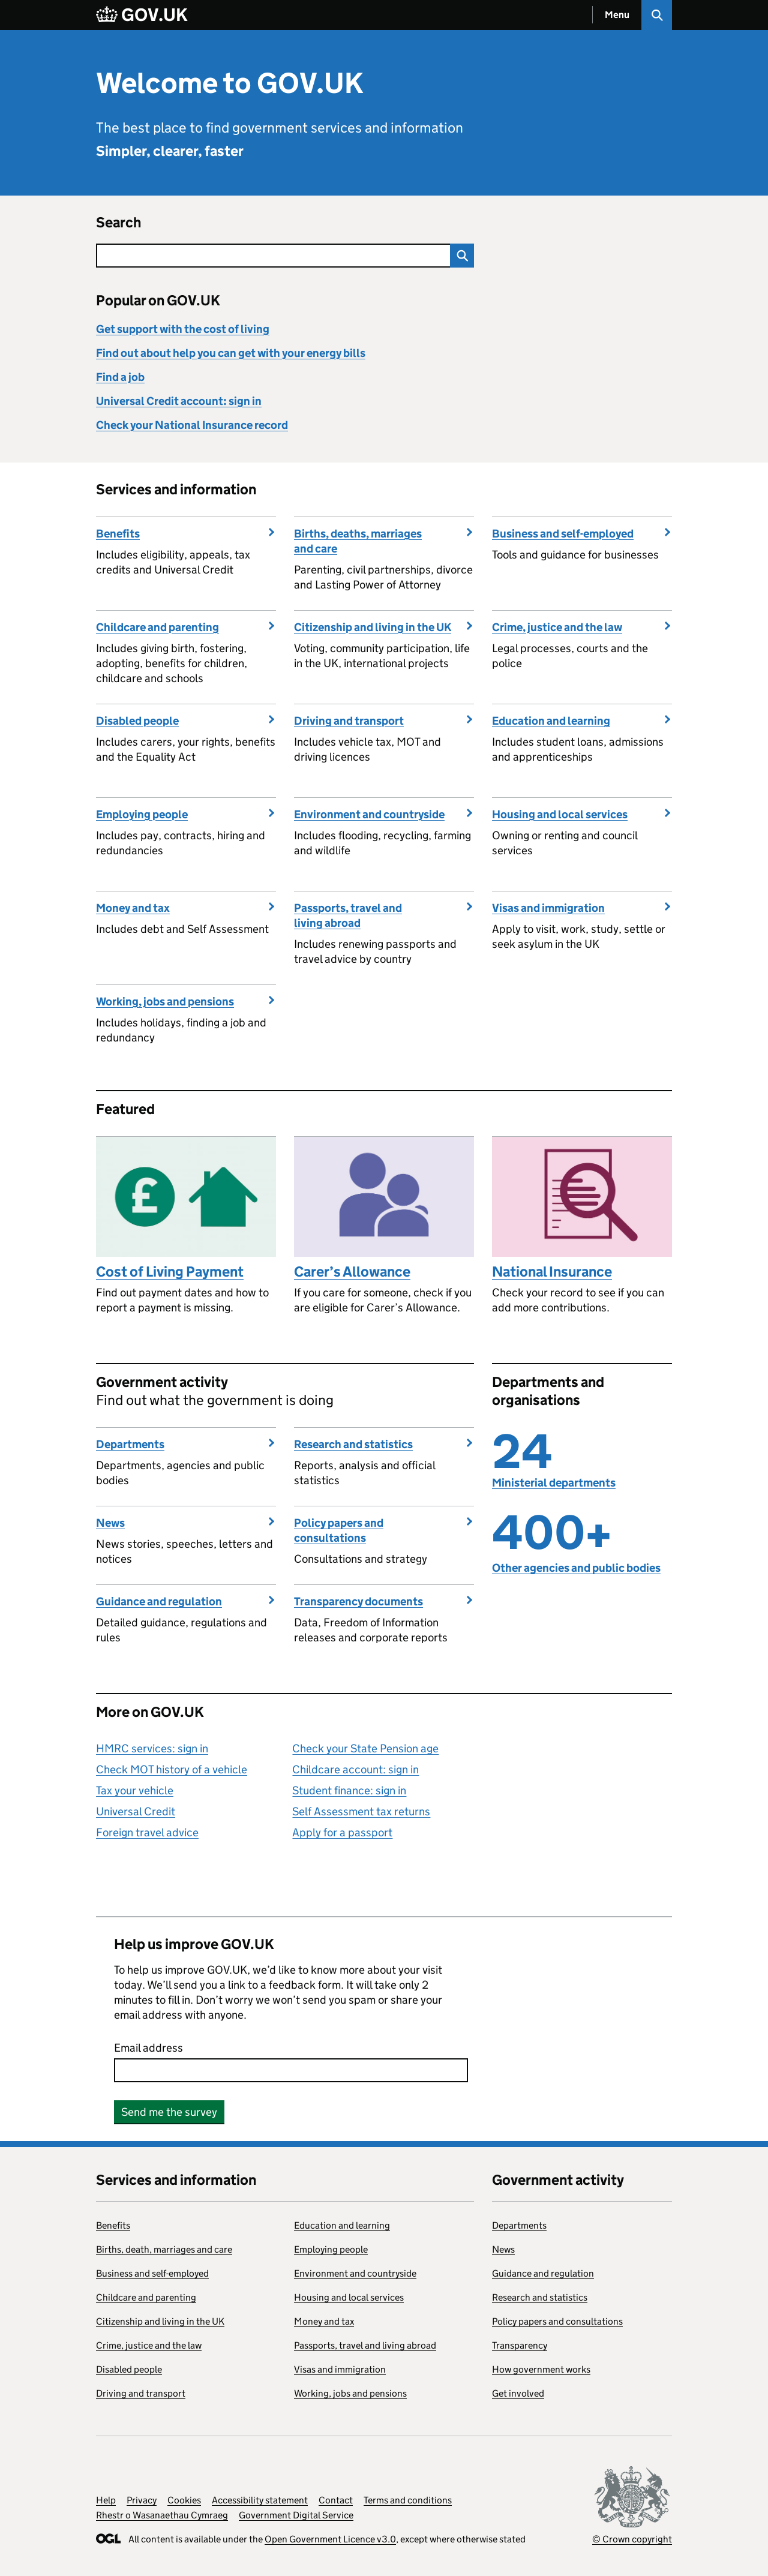 GOV.UK
Menu
Welcome to GOV.UK
The best place to find government services and information
Simpler, clearer, faster
Search
Popular on GOV.UK
Get support with the cost of living
Find out about help you can get with your energy bills
Find a job
Universal Credit account: sign in
Check your National Insurance record
Services and information
Benefits
Includes eligibility, appeals, tax
credits and Universal Credit
Births, deaths, marriages
and care
Parenting, civil partnerships, divorce
and Lasting Power of Attorney
Business and self-employed
Tools and guidance for businesses
Childcare and parenting
Includes giving birth, fostering,
adopting, benefits for children,
childcare and schools
Citizenship and living in the UK
Voting, community participation, life
in the UK, international projects
Crime, justice and the law
Legal processes, courts and the
police
Disabled people
Includes carers, your rights, benefits
and the Equality Act
Driving and transport
Includes vehicle tax, MOT and
driving licences
Education and learning
Includes student loans, admissions
and apprenticeships
Employing people
Includes pay, contracts, hiring and
redundancies
Environment and countryside
Includes flooding, recycling, farming
and wildlife
Housing and local services
Owning or renting and council
services
Money and tax
Includes debt and Self Assessment
Passports, travel and
living abroad
Includes renewing passports and
travel advice by country
Visas and immigration
Apply to visit, work, study, settle or
seek asylum in the UK
Working, jobs and pensions
Includes holidays, finding a job and
redundancy
Featured
£
Cost of Living Payment
Find out payment dates and how to
report a payment is missing.
Carer’s Allowance
If you care for someone, check if you
are eligible for Carer’s Allowance.
National Insurance
Check your record to see if you can
add more contributions.
Government activity
Find out what the government is doing
Departments
Departments, agencies and public
bodies
Research and statistics
Reports, analysis and official
statistics
News
News stories, speeches, letters and
notices
Policy papers and
consultations
Consultations and strategy
Guidance and regulation
Detailed guidance, regulations and
rules
Transparency documents
Data, Freedom of Information
releases and corporate reports
Departments and
organisations
24
Ministerial departments
400+
Other agencies and public bodies
More on GOV.UK
HMRC services: sign in
Check MOT history of a vehicle
Tax your vehicle
Universal Credit
Foreign travel advice
Check your State Pension age
Childcare account: sign in
Student finance: sign in
Self Assessment tax returns
Apply for a passport
Help us improve GOV.UK
To help us improve GOV.UK, we’d like to know more about your visit
today. We’ll send you a link to a feedback form. It will take only 2
minutes to fill in. Don’t worry we won’t send you spam or share your
email address with anyone.
Email address
Send me the survey
Services and information
Benefits
Births, death, marriages and care
Business and self-employed
Childcare and parenting
Citizenship and living in the UK
Crime, justice and the law
Disabled people
Driving and transport
Education and learning
Employing people
Environment and countryside
Housing and local services
Money and tax
Passports, travel and living abroad
Visas and immigration
Working, jobs and pensions
Government activity
Departments
News
Guidance and regulation
Research and statistics
Policy papers and consultations
Transparency
How government works
Get involved
Help Privacy Cookies Accessibility statement Contact Terms and conditions
Rhestr o Wasanaethau Cymraeg Government Digital Service
OGL All content is available under the Open Government Licence v3.0, except where otherwise stated
© Crown copyright